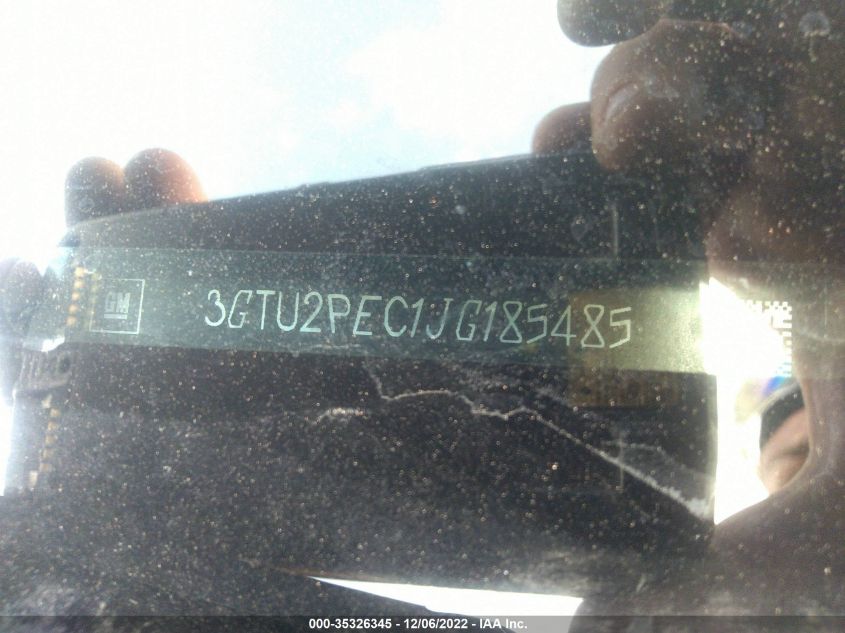 GM
3GTU2PEC1JG185485
000-35326345 - 12/06/2022 - IAA Inc.